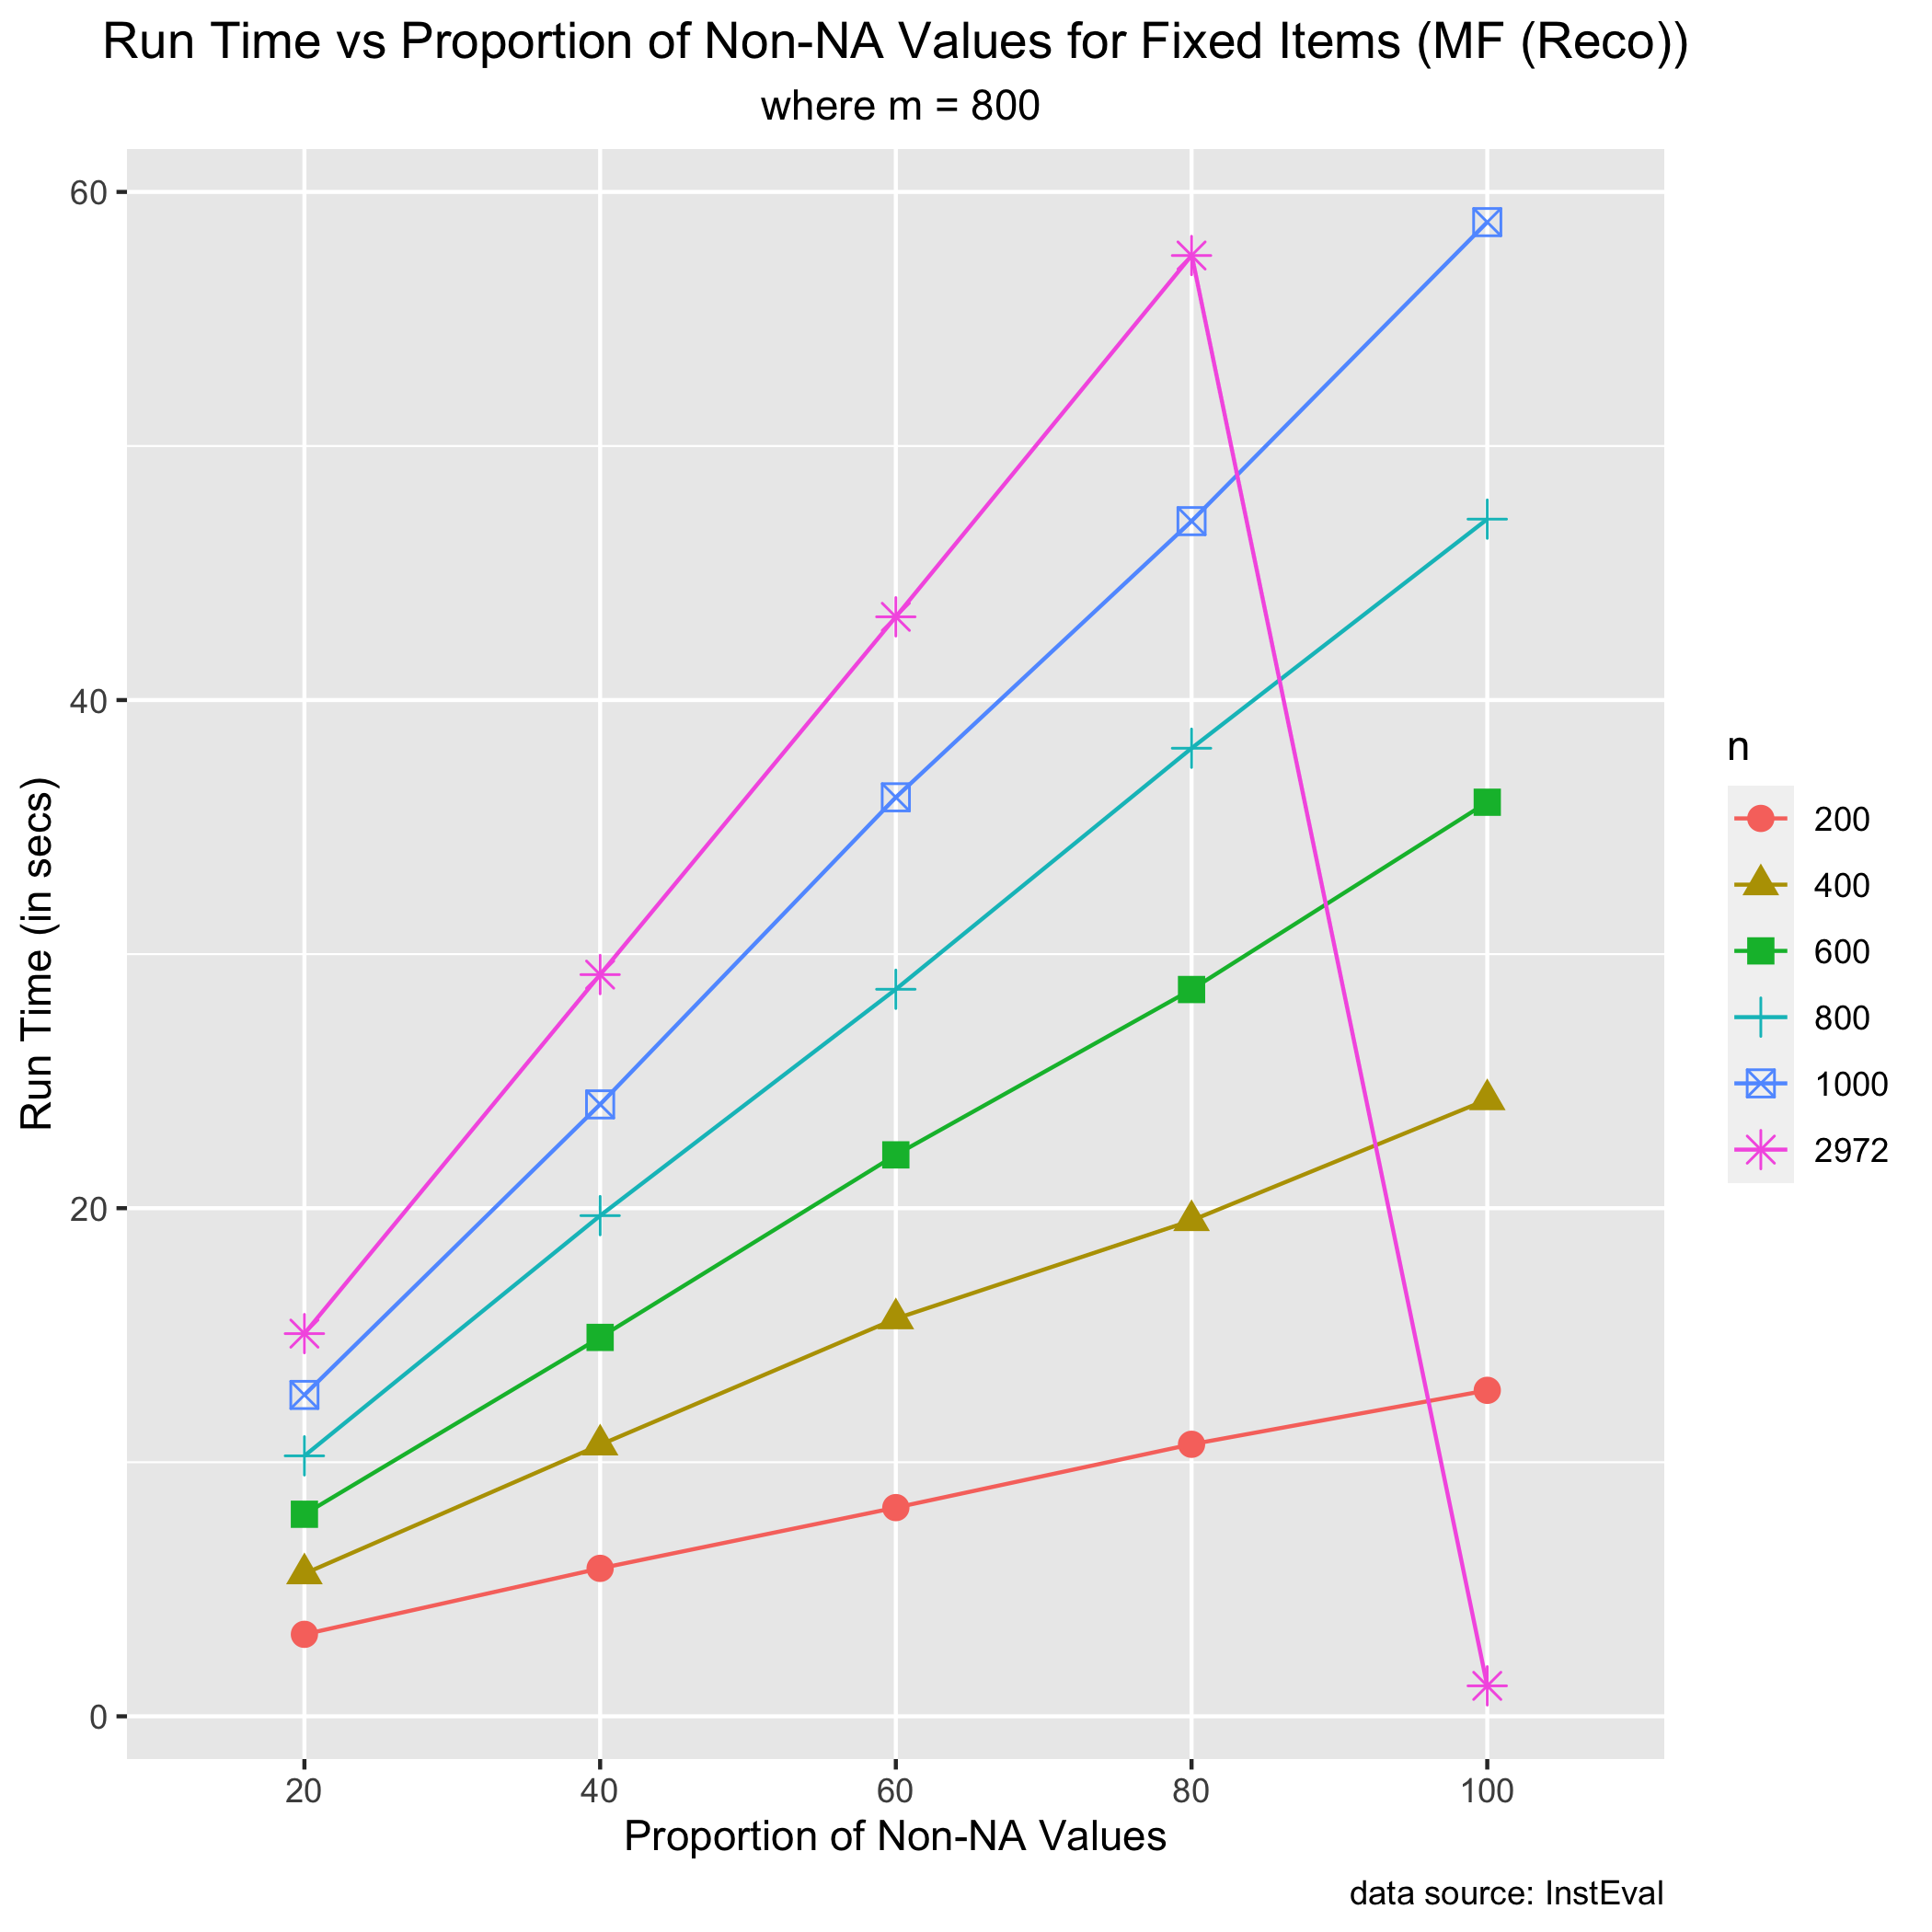 Run Time vs Proportion of Non-NA Values for Fixed Items (MF (Reco))
where m = 800
60
40
20
0
Run Time (in secs)
20 40 60 80 100
Proportion of Non-NA Values
n
200
400
600
800
1000
2972
data source: InstEval